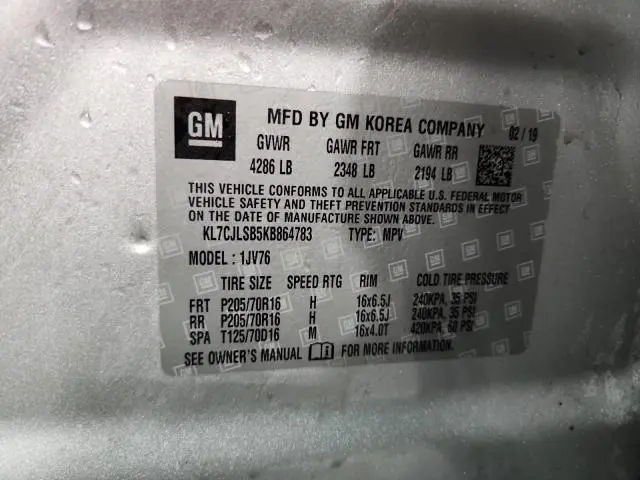 GM MFD BY GM KOREA COMPANY 02/19
GVWR GAWR FRT GAWR RR
4286 LB 2348 LB 2194 LB
THIS VEHICLE CONFORMS TO ALL APPLICABLE U.S. FEDERAL MOTOR
VEHICLE SAFETY AND THEFT PREVENTION STANDARDS IN EFFECT
ON THE DATE OF MANUFACTURE SHOWN ABOVE.
KL7CJLSB5KB864783 TYPE: MPV
MODEL : 1JV76
TIRE SIZE SPEED RTG RIM COLD TIRE PRESSURE
FRT P205/70R16 H 16x6.5J 240KPA, 35 PSI
RR P205/70R16 H 16x6.5J 240KPA, 35 PSI
SPA T125/70D16 M 16x4.0T 420KPA, 60 PSI
SEE OWNER'S MANUAL FOR MORE INFORMATION